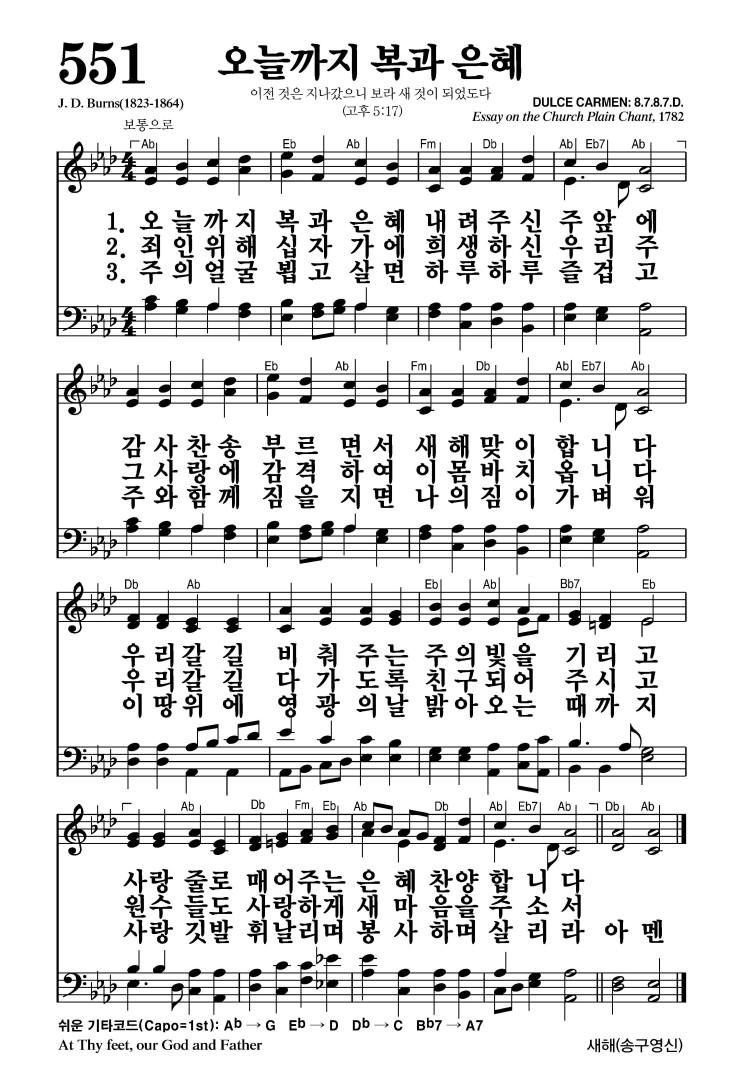 551
오늘까지 복과 은혜
이전 것은 지나갔으니 보라 새 것이 되었도다
J. D. Burns(1823-1864)
(고후 5:17)
DULCE CARMEN: 8.7.8.7.D.
보통으로
Essay on the Church Plain Chant, 1782
Ab Eb Ab Fm Db Ab Eb7 Ab
4 4
1. 오늘까지 복과 은혜 내려주신 주앞에
2. 죄인위해 십자가에 희생하신 우리주
3. 주의얼굴 뵙고 살면 하루하루 즐겁고
4 4
Eb Ab Fm Db Ab Eb7 Ab
감사찬송 부르면서 새해맞이 합니다
그사랑에 감격하여 이몸바치 옵니다
주와함께 짐을지면 나의짐이 가벼워
Db Ab Eb Ab Bb7 Eb
우리갈길 비춰주는 주의빛을 기리고
우리갈길 다가도록 친구되어 주시고
이땅위에 영광의날 밝아오는 때까지
Ab Db Fm Eb Ab Db Ab Eb7 Ab Db Ab
사랑줄로 매어주는 은혜찬양 합니다
원수들도 사랑하게 새마음을 주소서
사랑깃발 휘날리며 봉사하며 살리라 아멘
쉬운 기타코드(Capo=1st): Ab → G Eb → D Db → C Bb7 → A7
At Thy feet, our God and Father
새해(송구영신)